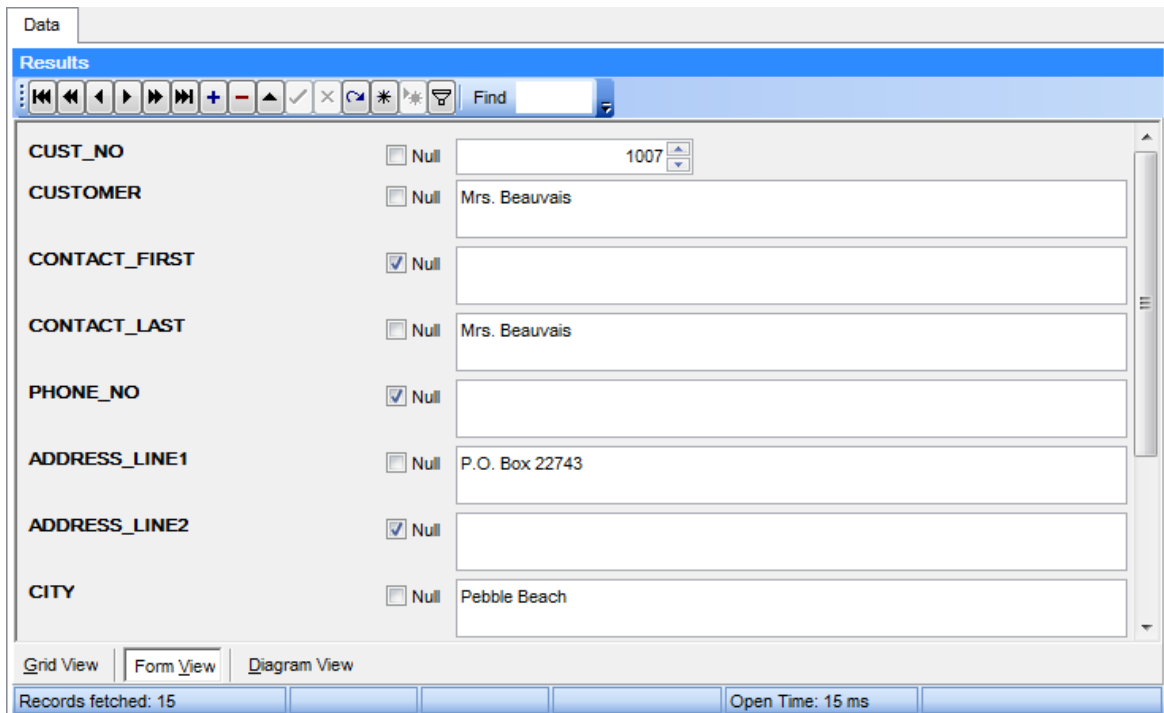 Data
Results
Find
CUST_NO Null 1007
CUSTOMER Null Mrs. Beauvais
CONTACT_FIRST Null
CONTACT_LAST Null Mrs. Beauvais
PHONE_NO Null
ADDRESS_LINE1 Null P.O. Box 22743
ADDRESS_LINE2 Null
CITY Null Pebble Beach
Grid View Form View Diagram View
Records fetched: 15 Open Time: 15 ms